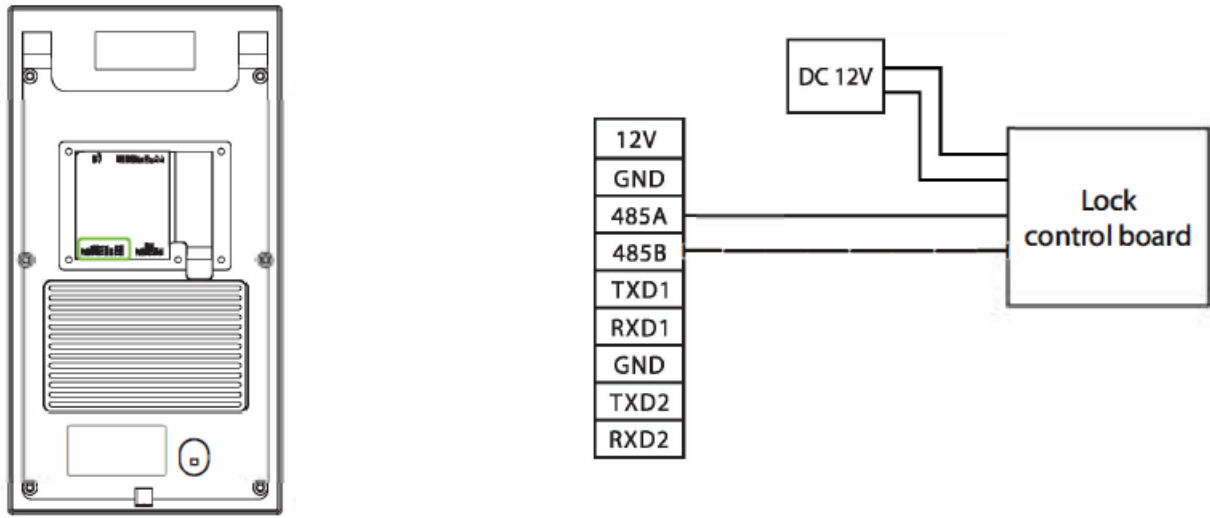 DC 12V
12V
GND
485A
485B
TXD1
RXD1
GND
TXD2
RXD2
Lock
control board